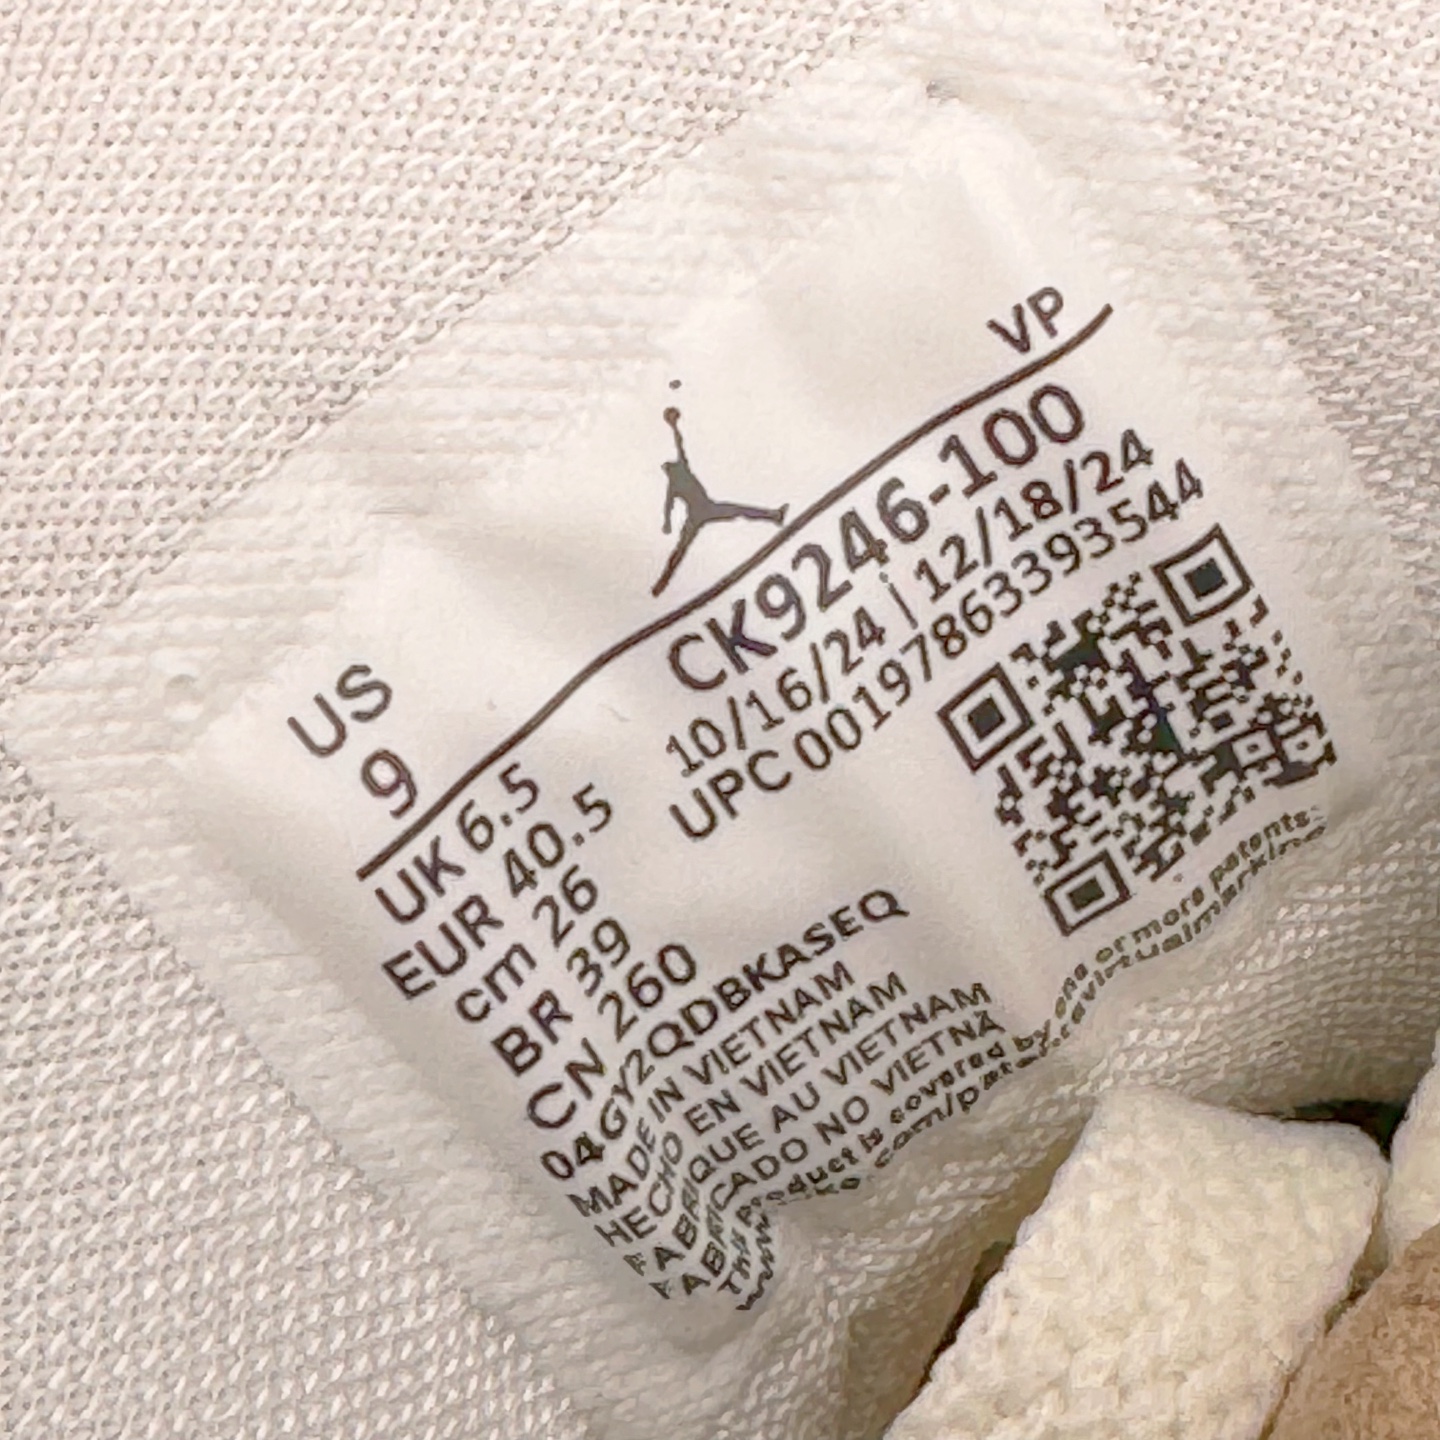 VP
US
9
UK 6.5
EUR 40.5
cm 26
BR 39
CN 260
CK9246-100
10/16/24 | 12/18/24
UPC 00197863393544
04GY2QDBKASEQ
MADE IN VIETNAM
HECHO EN VIETNAM
FABRIQUE AU VIETNAM
FABRICADO NO VIETNÃ
This product is covered by one or more patents: